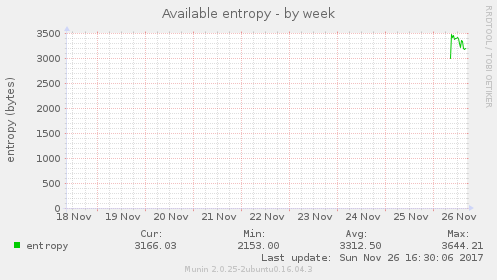 Available entropy - by week
RRDTOOL / TOBI OETIKER
entropy (bytes)
3500
3000
2500
2000
1500
1000
500
0
18 Nov 19 Nov 20 Nov 21 Nov 22 Nov 23 Nov 24 Nov 25 Nov 26 Nov
Cur: Min: Avg: Max:
entropy 3166.03 2153.00 3312.50 3644.21
Last update: Sun Nov 26 16:30:06 2017
Munin 2.0.25-2ubuntu0.16.04.3